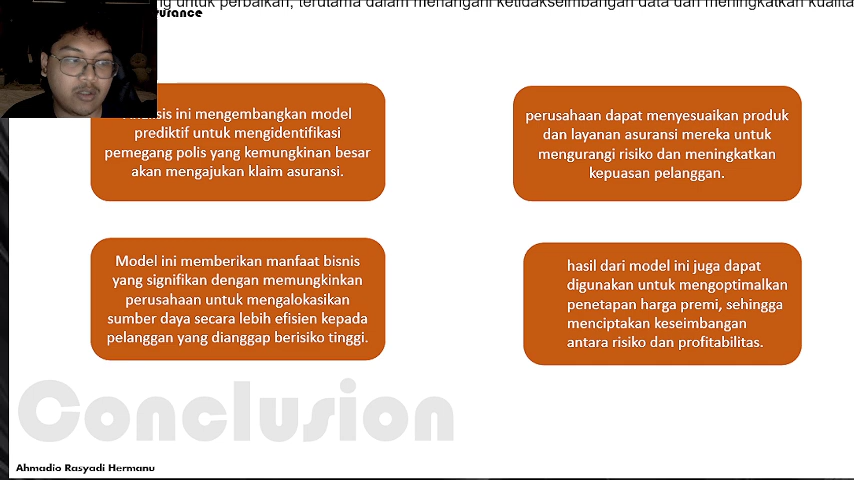 untuk perbaikan, terutama dalam menangani ketidakseimbangan data dan meningkatkan
ini mengembangkan model
prediktif untuk mengidentifikasi
pemegang polis yang kemungkinan besar
akan mengajukan klaim asuransi.
perusahaan dapat menyesuaikan produk
dan layanan asuransi mereka untuk
mengurangi risiko dan meningkatkan
kepuasan pelanggan.
Model ini memberikan manfaat bisnis
yang signifikan dengan memungkinkan
perusahaan untuk mengalokasikan
sumber daya secara lebih efisien kepada
pelanggan yang dianggap berisiko tinggi.
hasil dari model ini juga dapat
digunakan untuk mengoptimalkan
penetapan harga premi, sehingga
menciptakan keseimbangan
antara risiko dan profitabilitas.
Conclusion
Ahmadio Rasyadi Hermanu